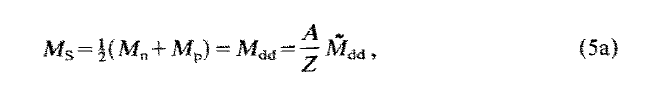 M_S = ½(M_n + M_p) = M_dd = A/Z M̃_dd , (5a)